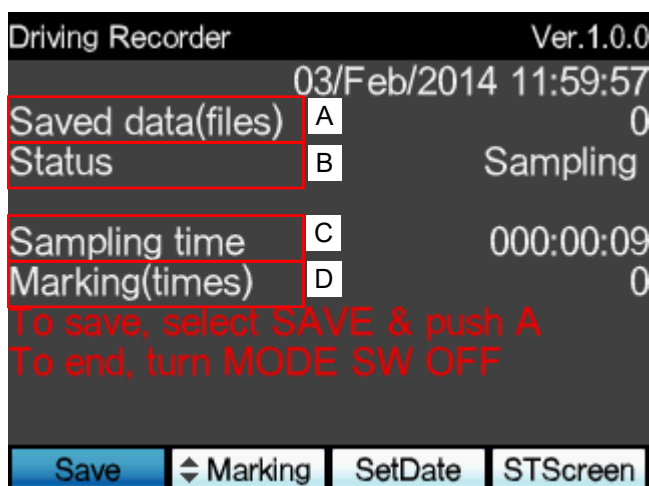 Driving Recorder Ver.1.0.0
03/Feb/2014 11:59:57
Saved data(files) A 0
Status B Sampling
Sampling time C 000:00:09
Marking(times) D 0
To save, select SAVE & push A
To end, turn MODE SW OFF
Save Marking SetDate STScreen